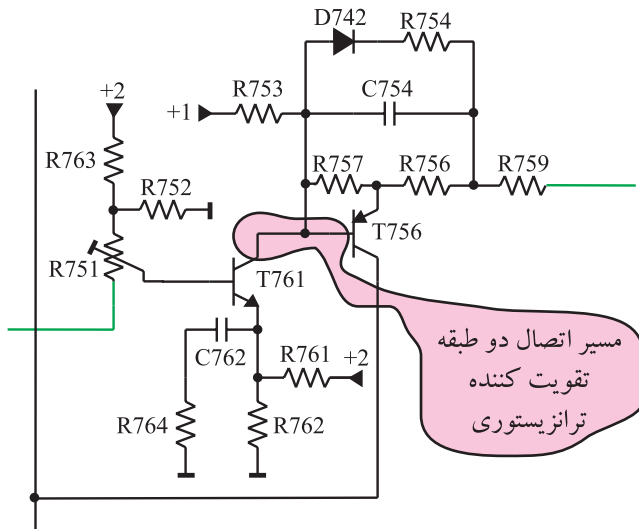 D742
R754
+2
R753
C754
+1
R763
R757
R756
R759
R752
R751
T756
T761
مسیر اتصال دو طبقه
تقویت کننده
ترانزیستوری
C762
R761
+2
R764
R762